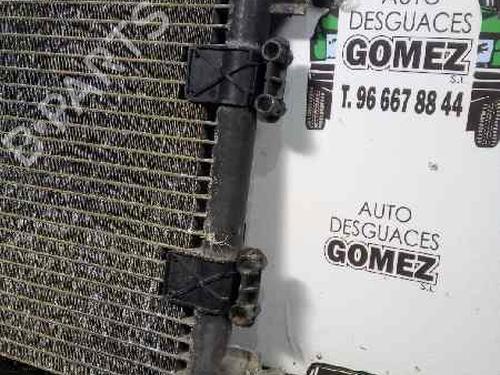 AUTO
DESGUACES
GOMEZ
S.L
T. 96 667 88 44
B-PARTS
AUTO
DESGUACES
GOMEZ
S.L